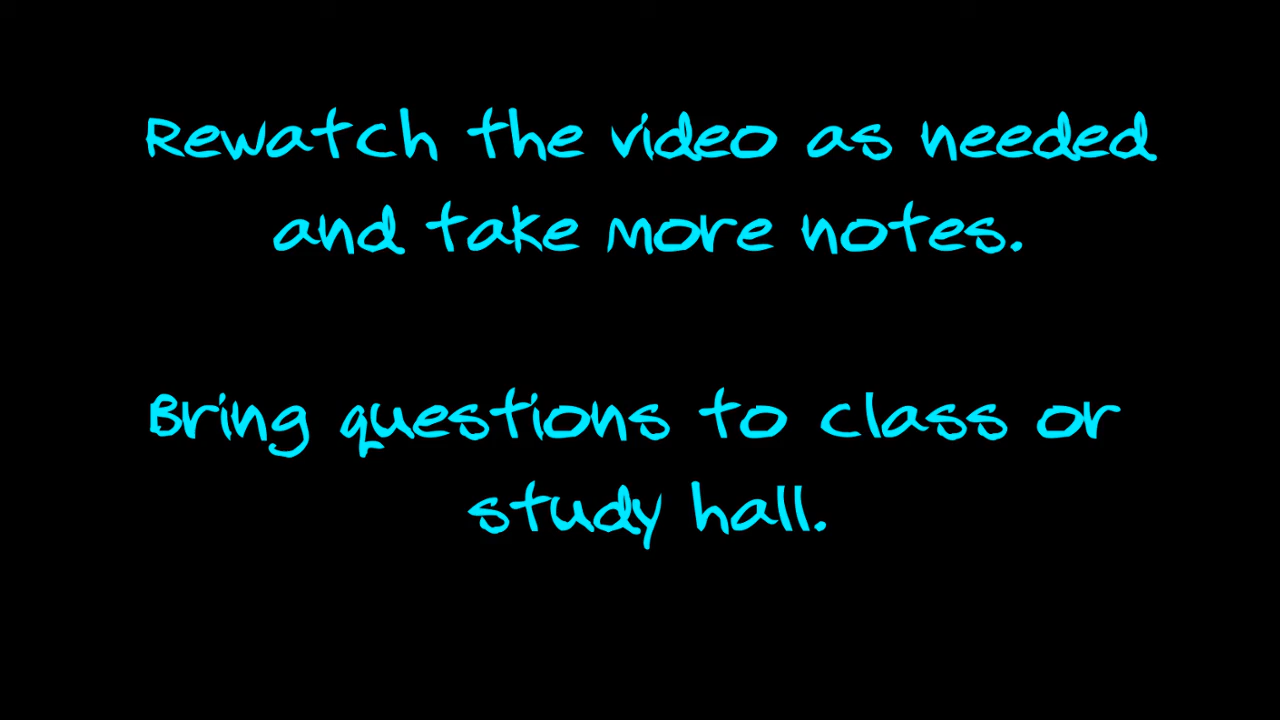 Rewatch the video as needed
and take more notes.
Bring questions to class or
study hall.